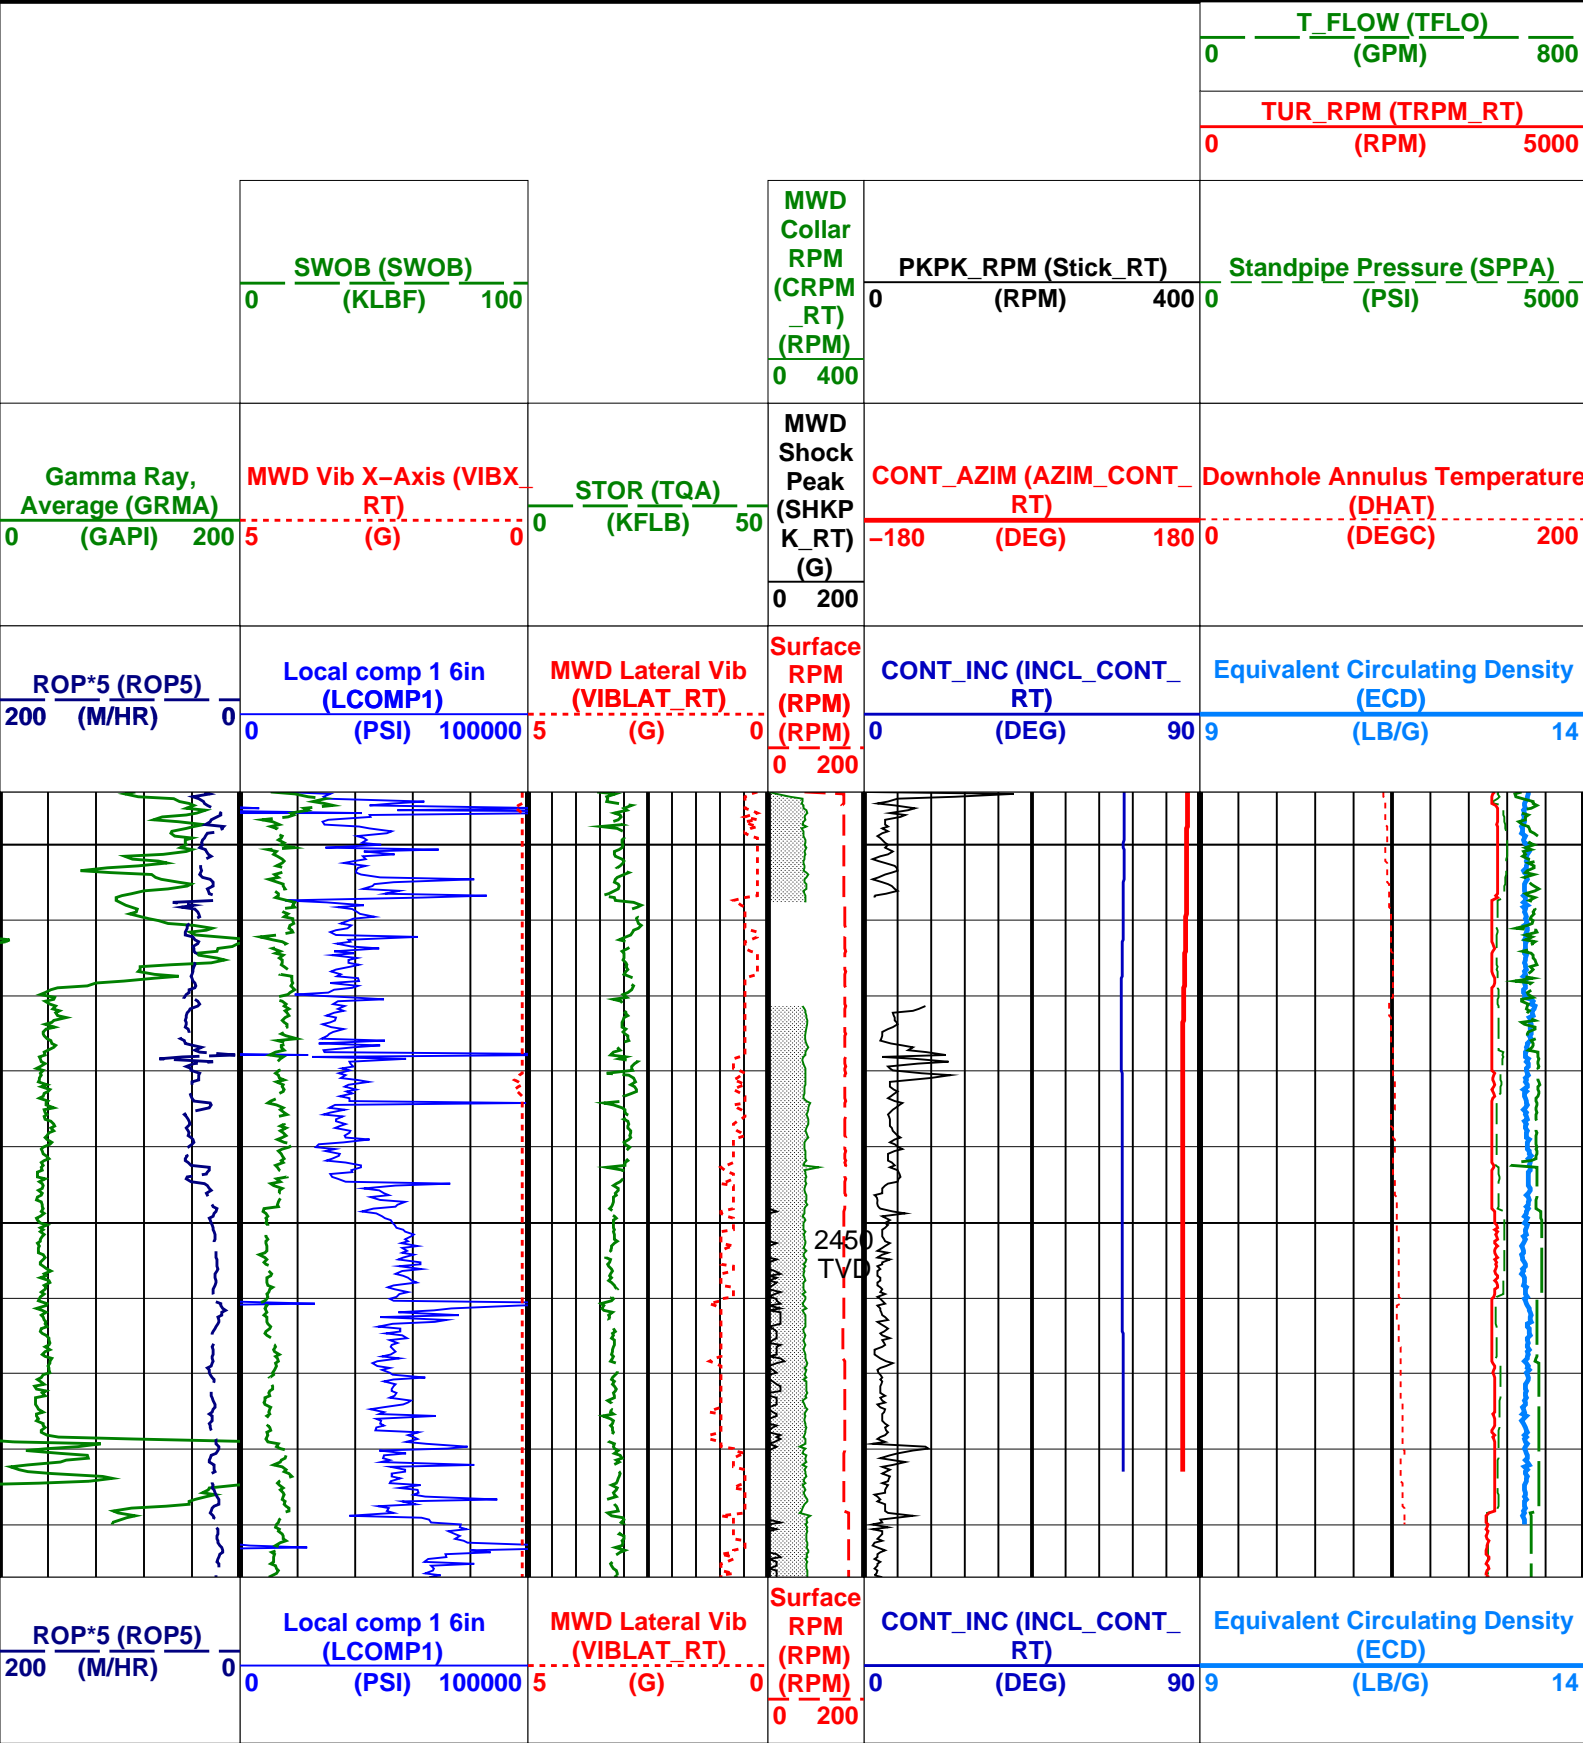 T_FLOW (TFLO)
0 (GPM) 800
TUR_RPM (TRPM_RT)
0 (RPM) 5000
SWOB (SWOB)
0 (KLBF) 100
MWD
Collar
RPM
(CRPM
_RT)
(RPM)
0 400
PKPK_RPM (Stick_RT)
0 (RPM) 400
Standpipe Pressure (SPPA)
0 (PSI) 5000
Gamma Ray,
Average (GRMA)
0 (GAPI) 200
MWD Vib X−Axis (VIBX_
RT)
5 (G) 0
STOR (TQA)
0 (KFLB) 50
MWD
Shock
Peak
(SHKP
K_RT)
(G)
0 200
CONT_AZIM (AZIM_CONT_
RT)
−180 (DEG) 180
Downhole Annulus Temperature
(DHAT)
0 (DEGC) 200
ROP*5 (ROP5)
200 (M/HR) 0
Local comp 1 6in
(LCOMP1)
0 (PSI) 100000
MWD Lateral Vib
(VIBLAT_RT)
5 (G) 0
Surface
RPM
(RPM)
(RPM)
0 200
CONT_INC (INCL_CONT_
RT)
0 (DEG) 90
Equivalent Circulating Density
(ECD)
9 (LB/G) 14
2450
TVD
ROP*5 (ROP5)
200 (M/HR) 0
Local comp 1 6in
(LCOMP1)
0 (PSI) 100000
MWD Lateral Vib
(VIBLAT_RT)
5 (G) 0
Surface
RPM
(RPM)
(RPM)
0 200
CONT_INC (INCL_CONT_
RT)
0 (DEG) 90
Equivalent Circulating Density
(ECD)
9 (LB/G) 14